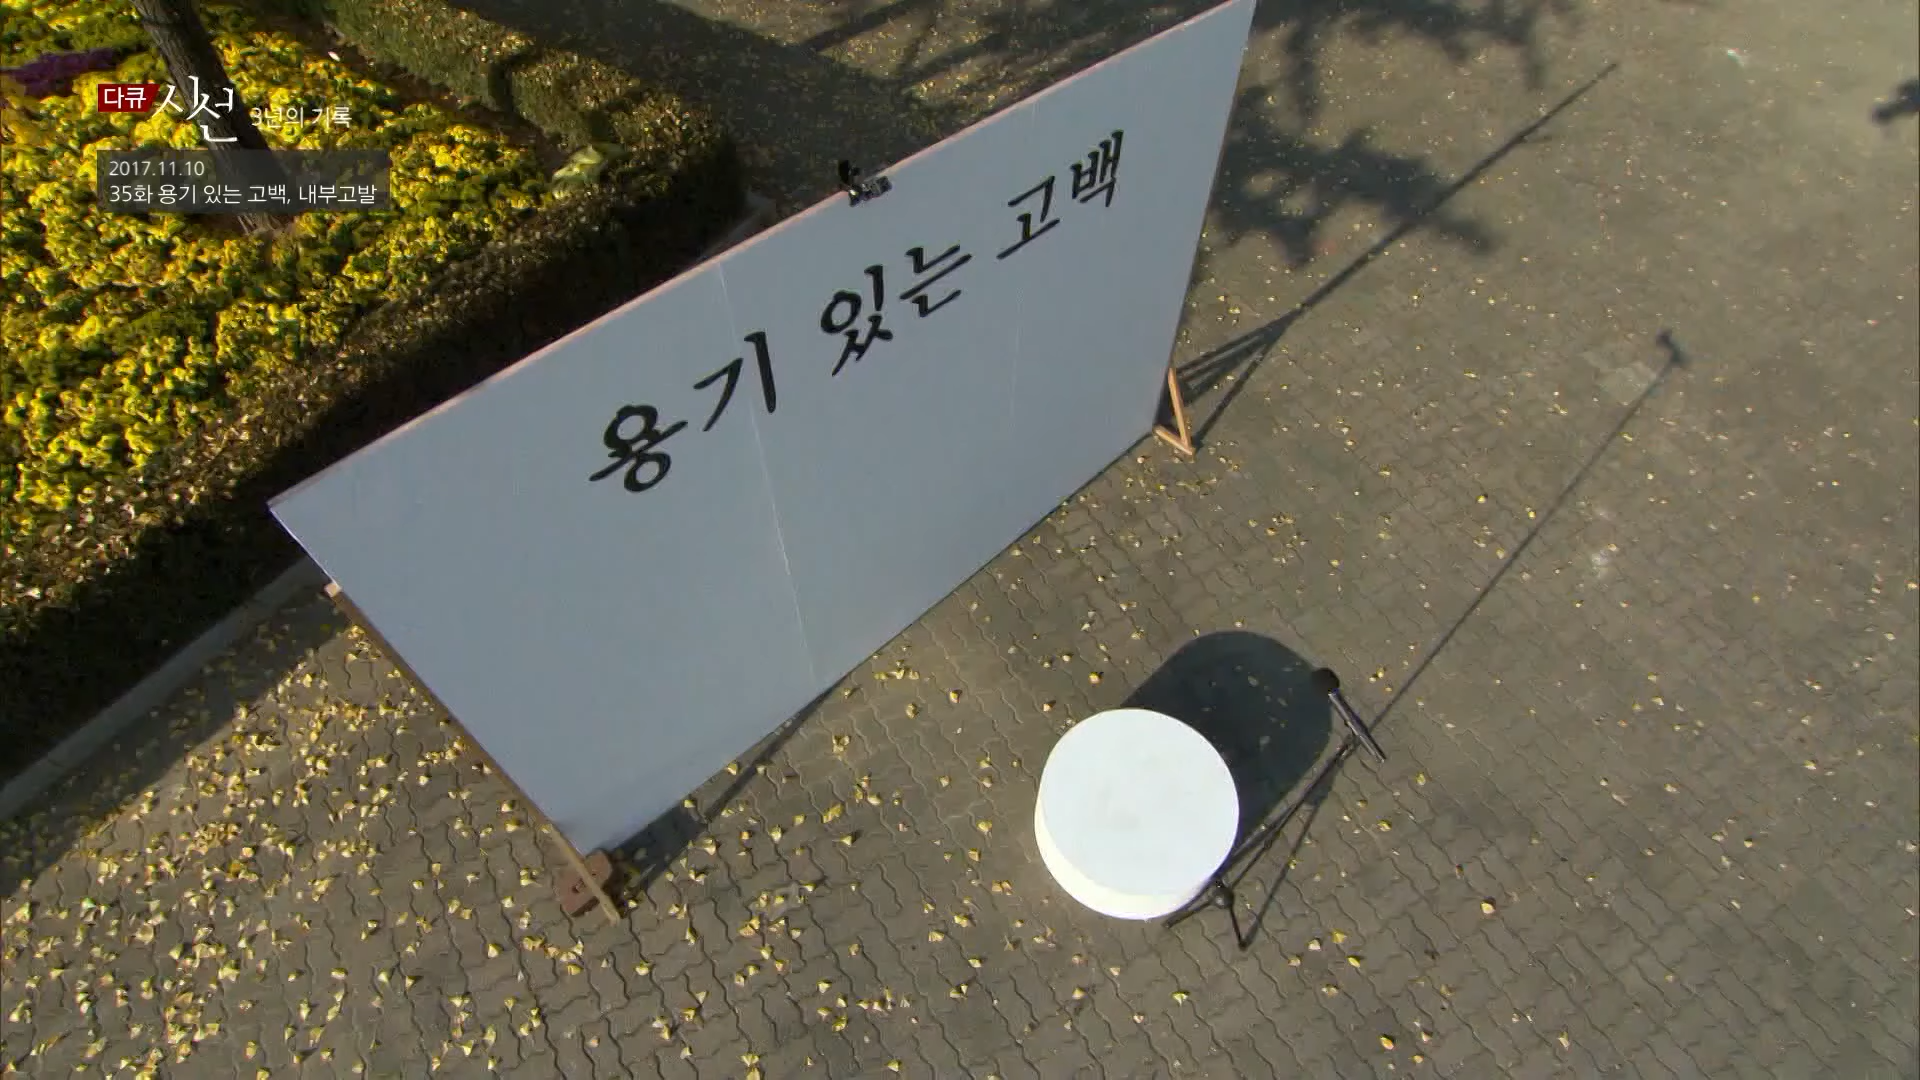 다큐 시선 3년의 기록
2017.11.10
35화 용기 있는 고백, 내부고발
용기 있는 고백